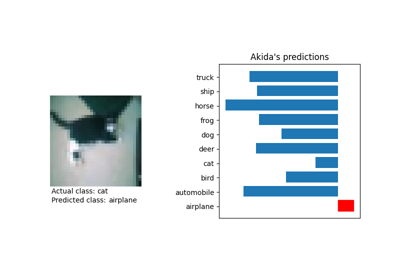 Akida's predictions
truck
ship
horse
frog
dog
deer
cat
bird
automobile
airplane
Actual class: cat
Predicted class: airplane